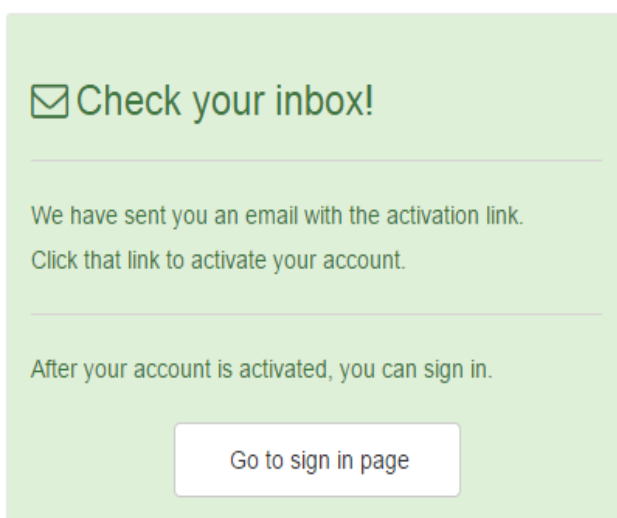 Check your inbox!
We have sent you an email with the activation link.
Click that link to activate your account.
After your account is activated, you can sign in.
Go to sign in page